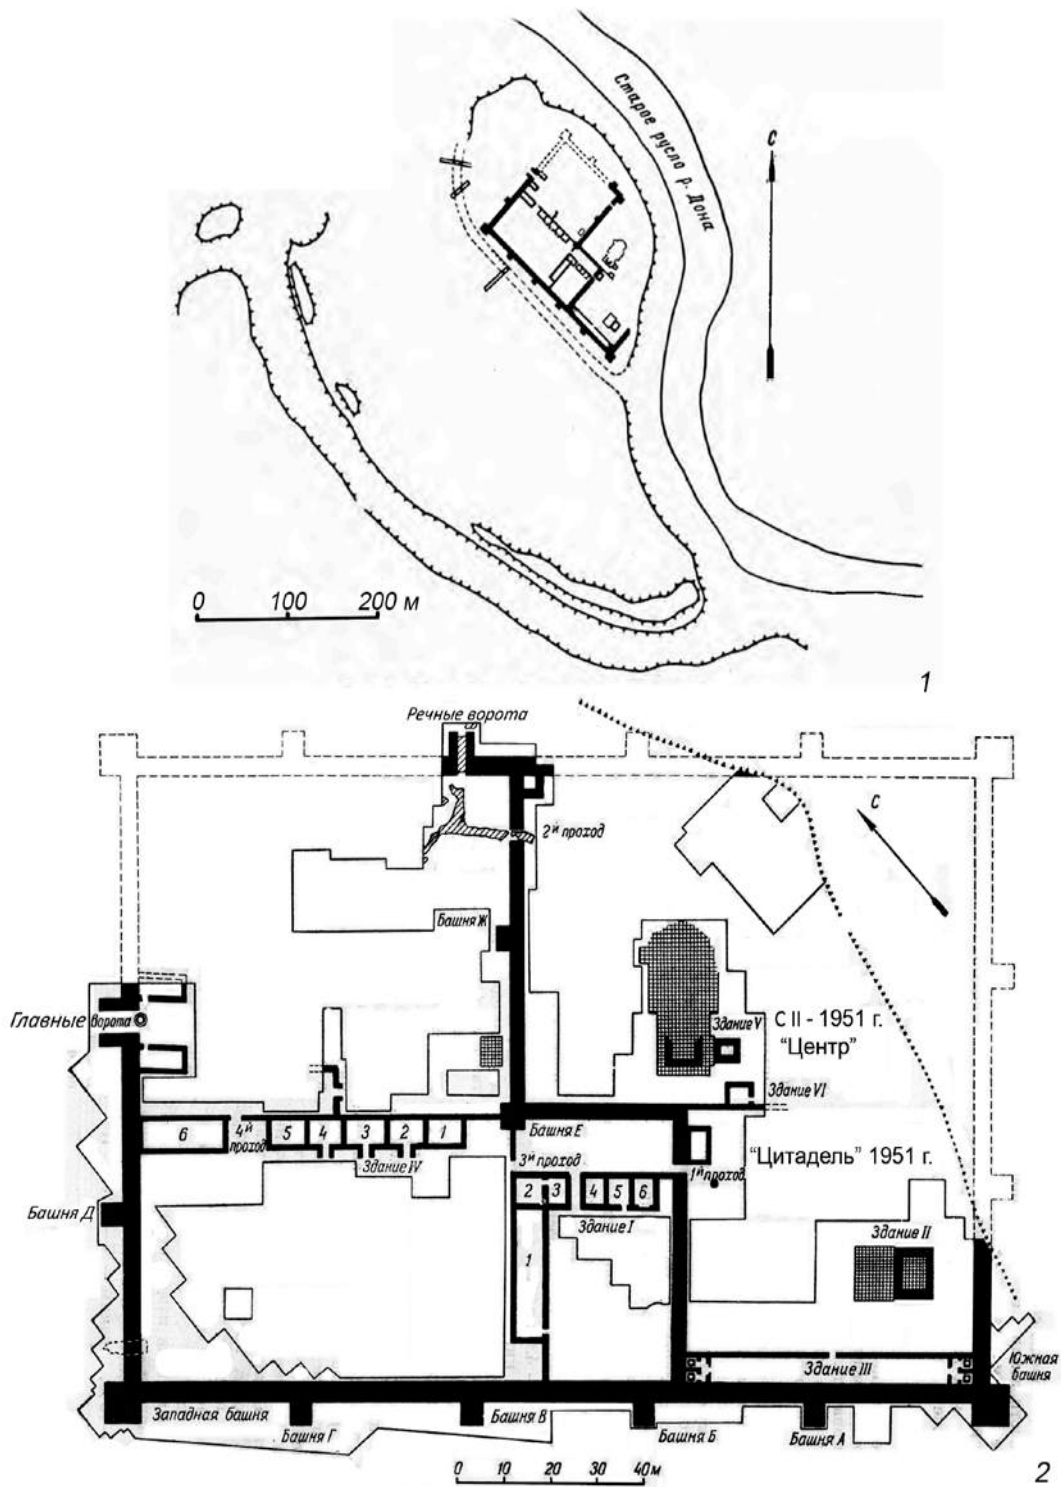 Старое русло р. Дона
С
0 100 200 м
1
Речные ворота
С
2й проход
Башня Ж
Главные ворота
Здание V
С II - 1951 г.
"Центр"
Здание VI
6
4й проход
5
4
3
2
1
Башня Е
Здание IV
3й проход
1й проход
"Цитадель" 1951 г.
2
3
4
5
6
Башня Д
Здание I
Здание II
1
Здание III
Южная
башня
Западная башня
Башня Г
Башня В
Башня Б
Башня А
0 10 20 30 40 м
2